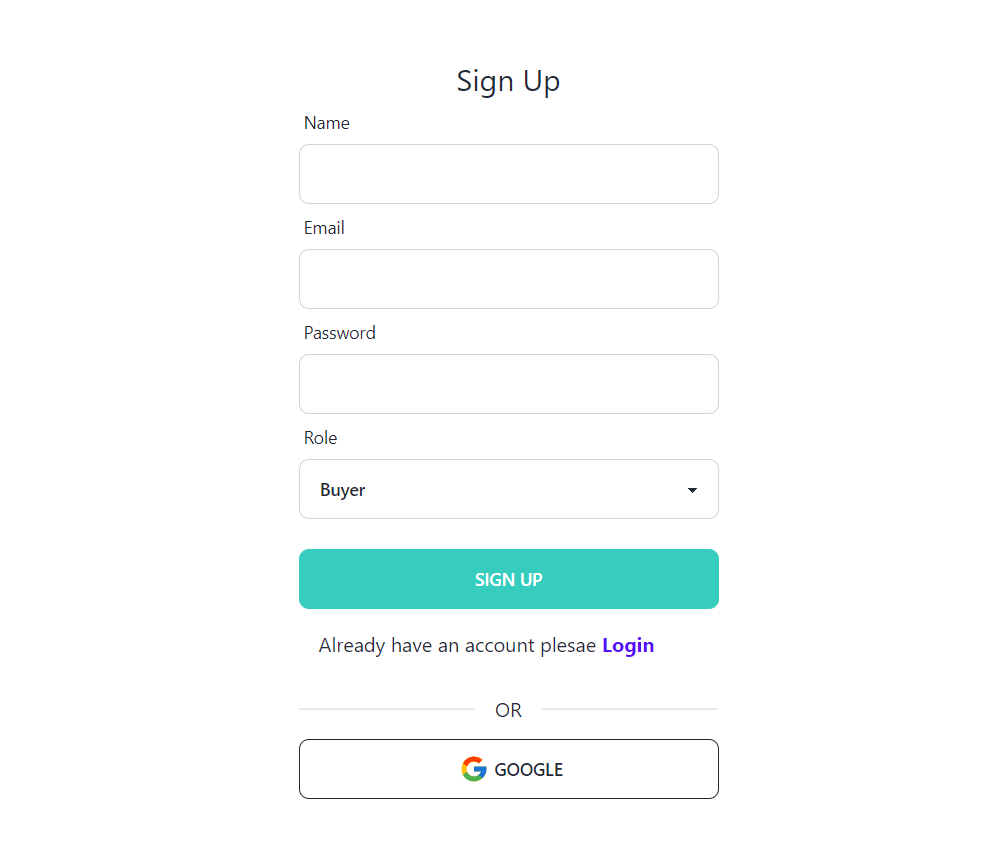 Sign Up
Name
Email
Password
Role
Buyer
SIGN UP
Already have an account plesae Login
OR
GOOGLE